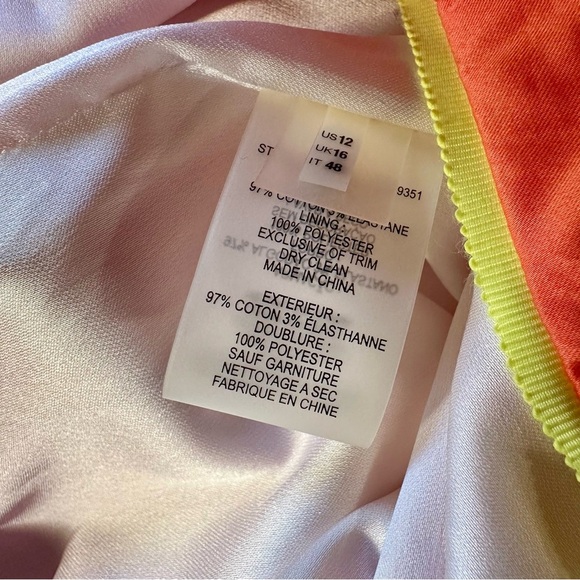 US 12
UK 16
IT 48
ST 9351
97% COTTON 3% ELASTANE
LINING:
100% POLYESTER
EXCLUSIVE OF TRIM
DRY CLEAN
MADE IN CHINA
EXTERIEUR :
97% COTON 3% ÉLASTHANNE
DOUBLURE :
100% POLYESTER
SAUF GARNITURE
NETTOYAGE A SEC
FABRIQUE EN CHINE